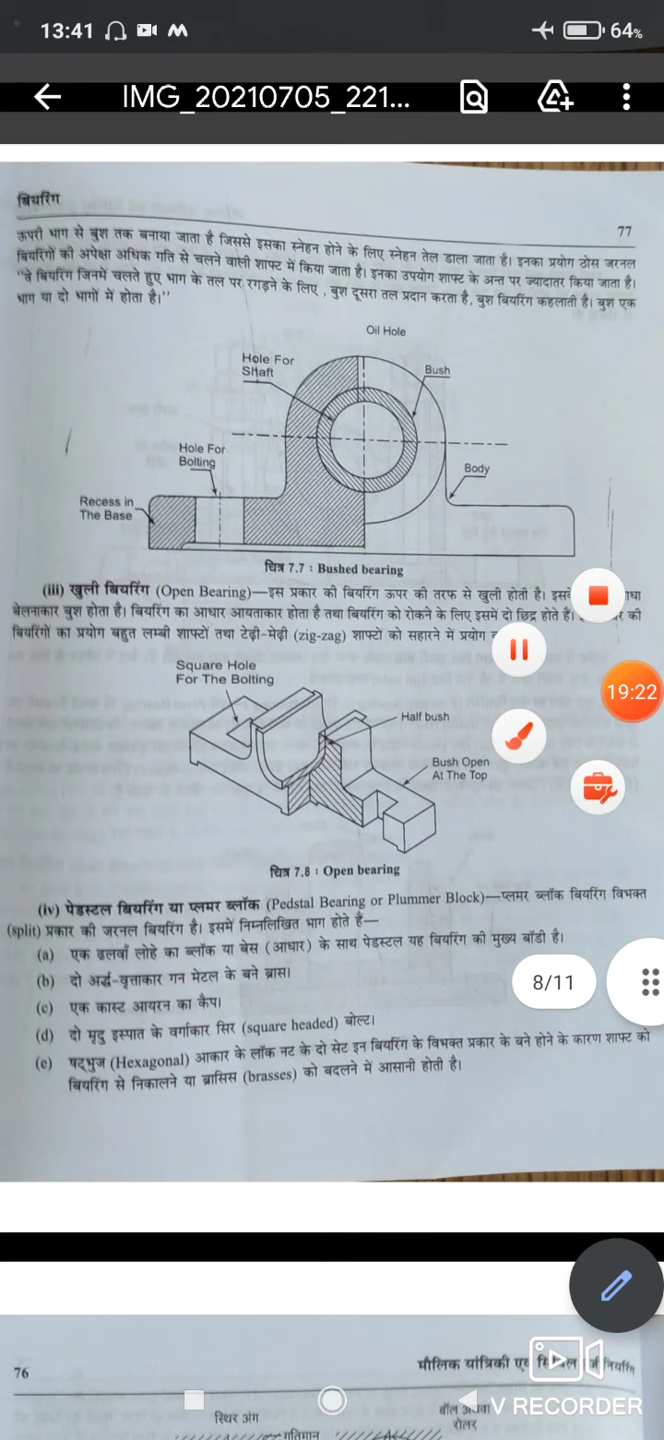 13:41
64%
IMG_20210705_221...
बियरिंग
77
ऊपरी भाग से बुश तक बनाया जाता है जिससे इसका स्नेहन होने के लिए स्नेहन तेल डाला जाता है। इनका प्रयोग ठोस जरनल
बियरिंगों की अपेक्षा अधिक गति से चलने वाली शाफ्ट में किया जाता है। इनका उपयोग शाफ्ट के अन्त पर ज्यादातर किया जाता है।
"वे बियरिंग जिनमें चलते हुए भाग के तल पर रगड़ने के लिए , बुश दूसरा तल प्रदान करता है, बुश बियरिंग कहलाती है। बुश एक
भाग या दो भागों में होता है।"
Oil Hole
Hole For
Shaft
Bush
Hole For
Bolting
Body
Recess in
The Base
चित्र 7.7 : Bushed bearing
(iii) खुली बियरिंग (Open Bearing)—इस प्रकार की बियरिंग ऊपर की तरफ से खुली होती है। इसमें
बेलनाकार बुश होता है। बियरिंग का आधार आयताकार होता है तथा बियरिंग को रोकने के लिए इसमें दो छिद्र होते हैं। की
बियरिंगों का प्रयोग बहुत लम्बी शाफ्टों तथा टेढ़ी-मेढ़ी (zig-zag) शाफ्टों को सहारने में प्रयोग
19:22
Square Hole
For The Bolting
Half bush
Bush Open
At The Top
चित्र 7.8 : Open bearing
(iv) पेडस्टल बियरिंग या प्लमर ब्लॉक (Pedstal Bearing or Plummer Block)—प्लमर ब्लॉक बियरिंग विभक्त
(split) प्रकार की जरनल बियरिंग है। इसमें निम्नलिखित भाग होते हैं—
(a) एक ढलवाँ लोहे का ब्लॉक या बेस (आधार) के साथ पेडस्टल यह बियरिंग की मुख्य बॉडी है।
(b) दो अर्द्ध-वृत्ताकार गन मेटल के बने ब्रास।
8/11
(c) एक कास्ट आयरन का कैप।
(d) दो मृदु इस्पात के वर्गाकार सिर (square headed) बोल्ट।
(e) षट्भुज (Hexagonal) आकार के लॉक नट के दो सेट इन बियरिंग के विभक्त प्रकार के बने होने के कारण शाफ्ट को
बियरिंग से निकालने या ब्रासिस (brasses) को बदलने में आसानी होती है।
76
मौलिक यांत्रिकी
स्थिर अंग
बॉल अथवा
रोलर
गतिमान
V RECORDER